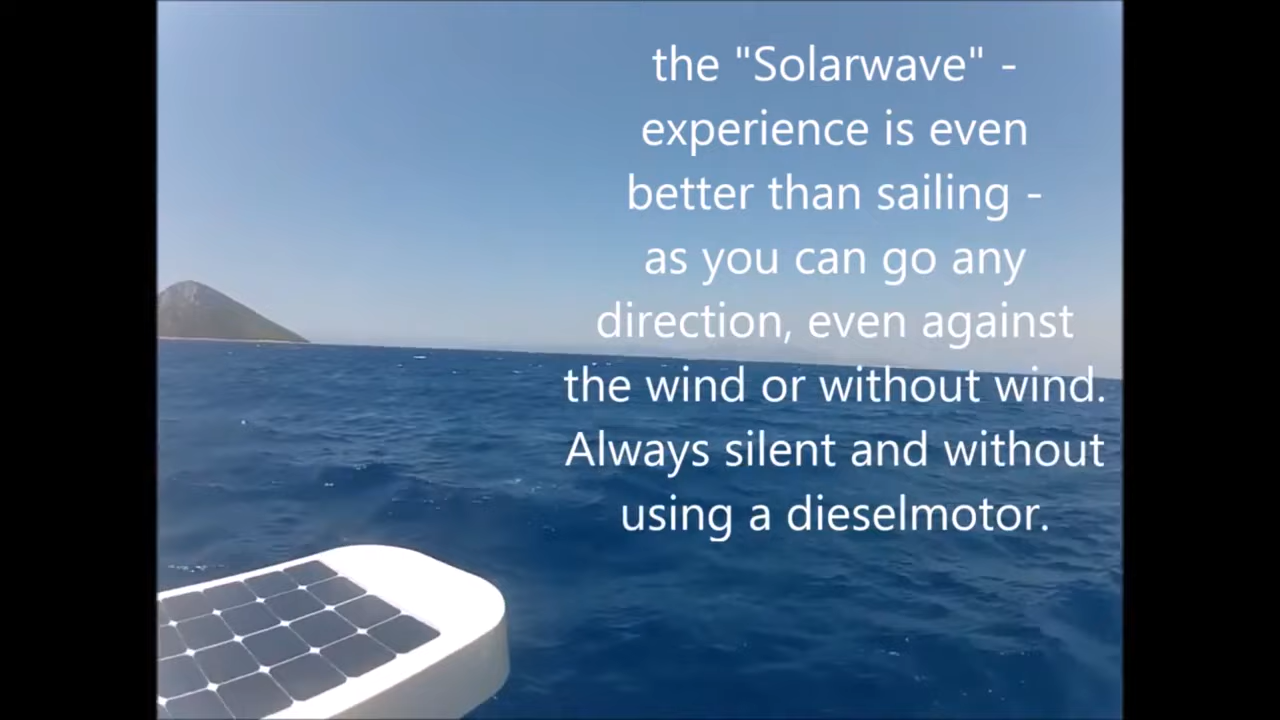 the "Solarwave" -
experience is even
better than sailing -
as you can go any
direction, even against
the wind or without wind.
Always silent and without
using a dieselmotor.